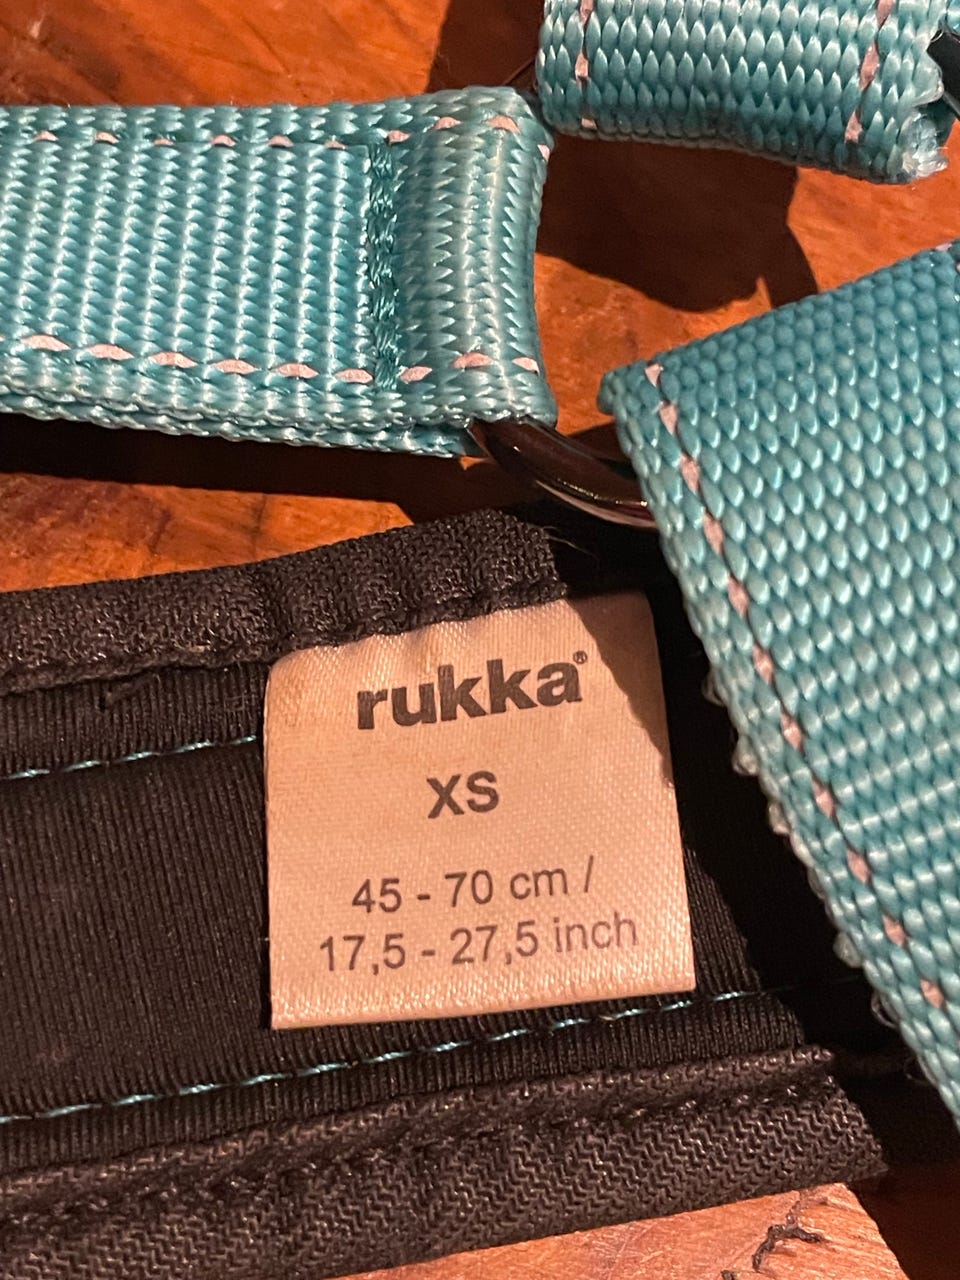 rukka®
XS
45 - 70 cm /
17,5 - 27,5 inch